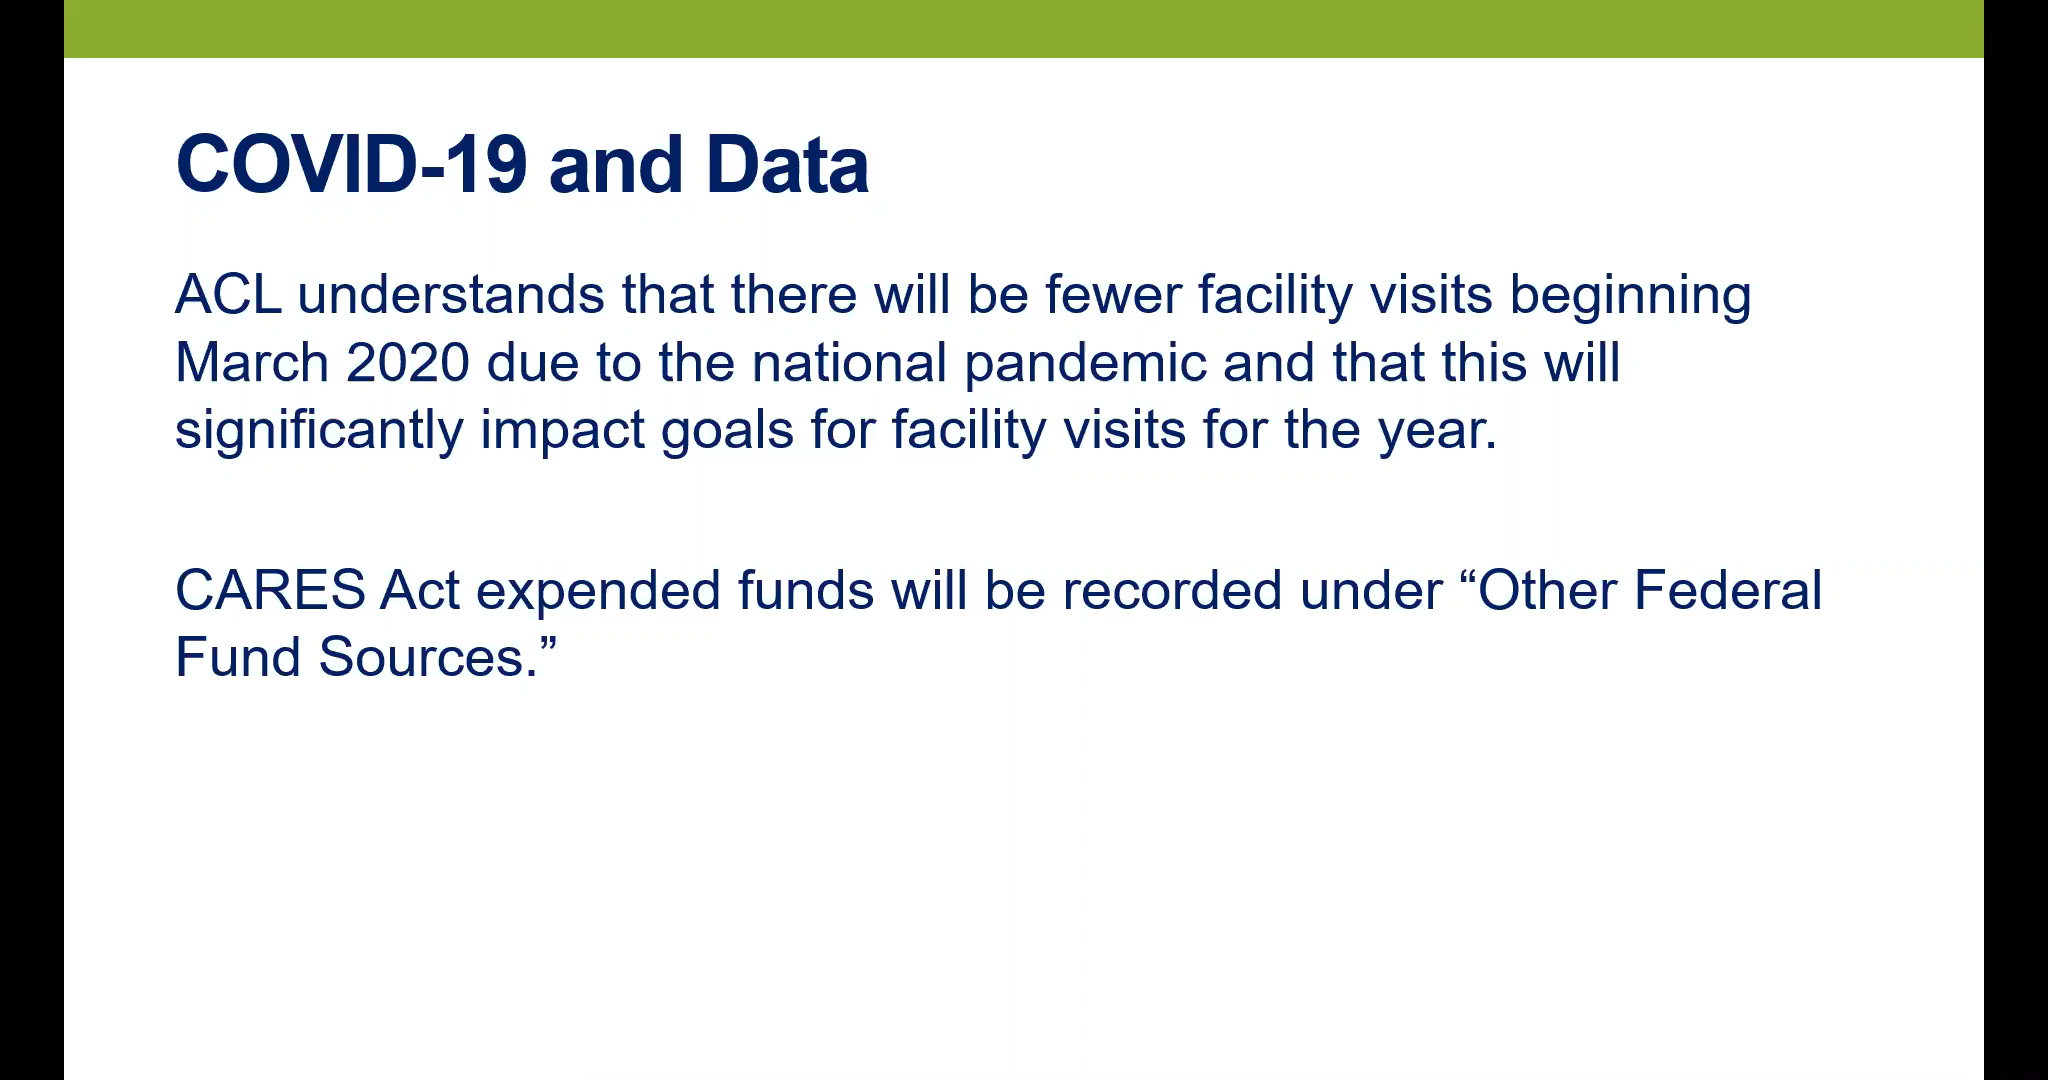 COVID-19 and Data
ACL understands that there will be fewer facility visits beginning
March 2020 due to the national pandemic and that this will
significantly impact goals for facility visits for the year.
CARES Act expended funds will be recorded under “Other Federal
Fund Sources.”